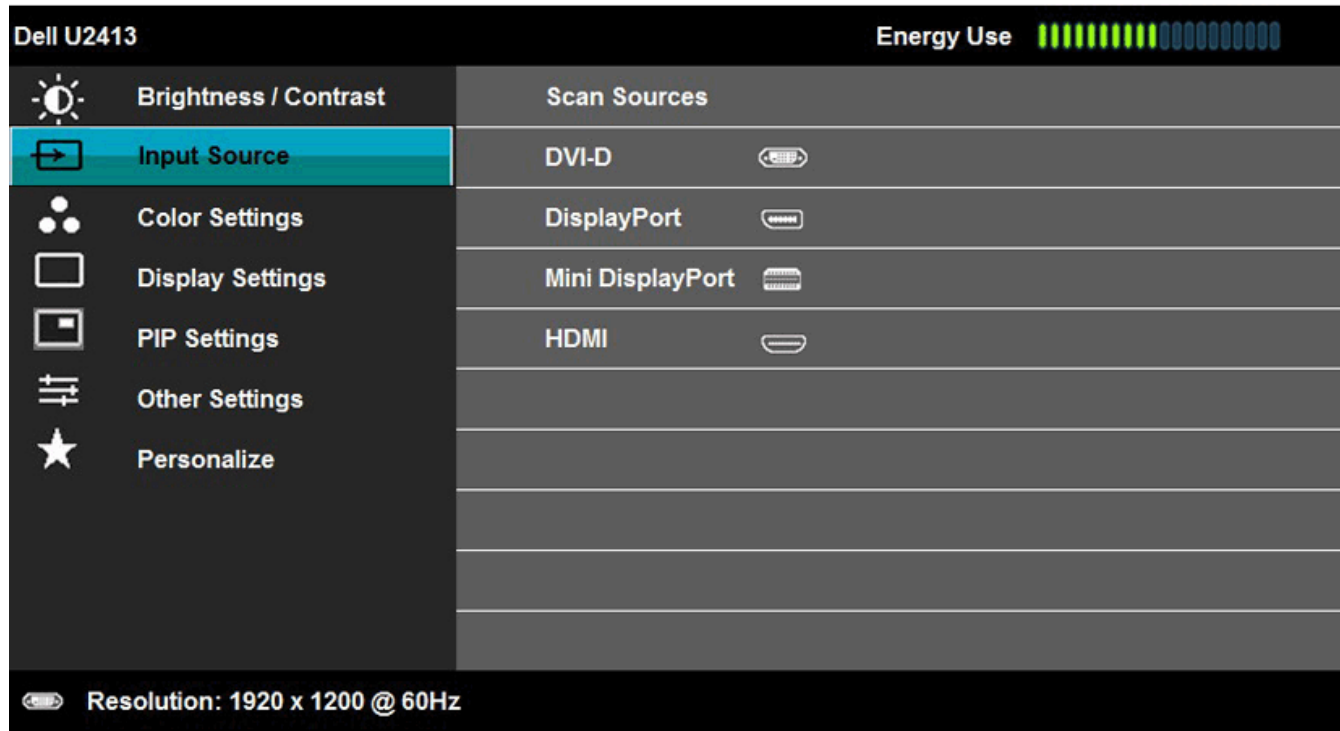 Dell U2413 Energy Use
Brightness / Contrast Scan Sources
Input Source DVI-D
Color Settings DisplayPort
Display Settings Mini DisplayPort
PIP Settings HDMI
Other Settings
Personalize
Resolution: 1920 x 1200 @ 60Hz